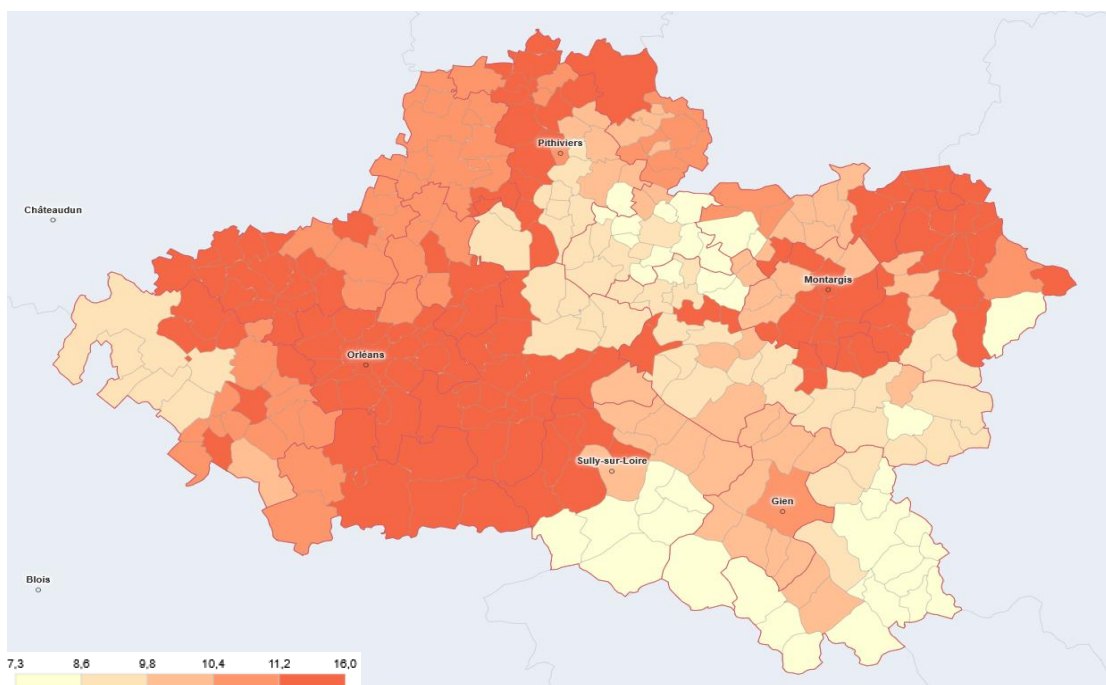 Pithiviers
Châteaudun
Montargis
Orléans
Sully-sur-Loire
Gien
Blois
7,3 8,6 9,8 10,4 11,2 16,0